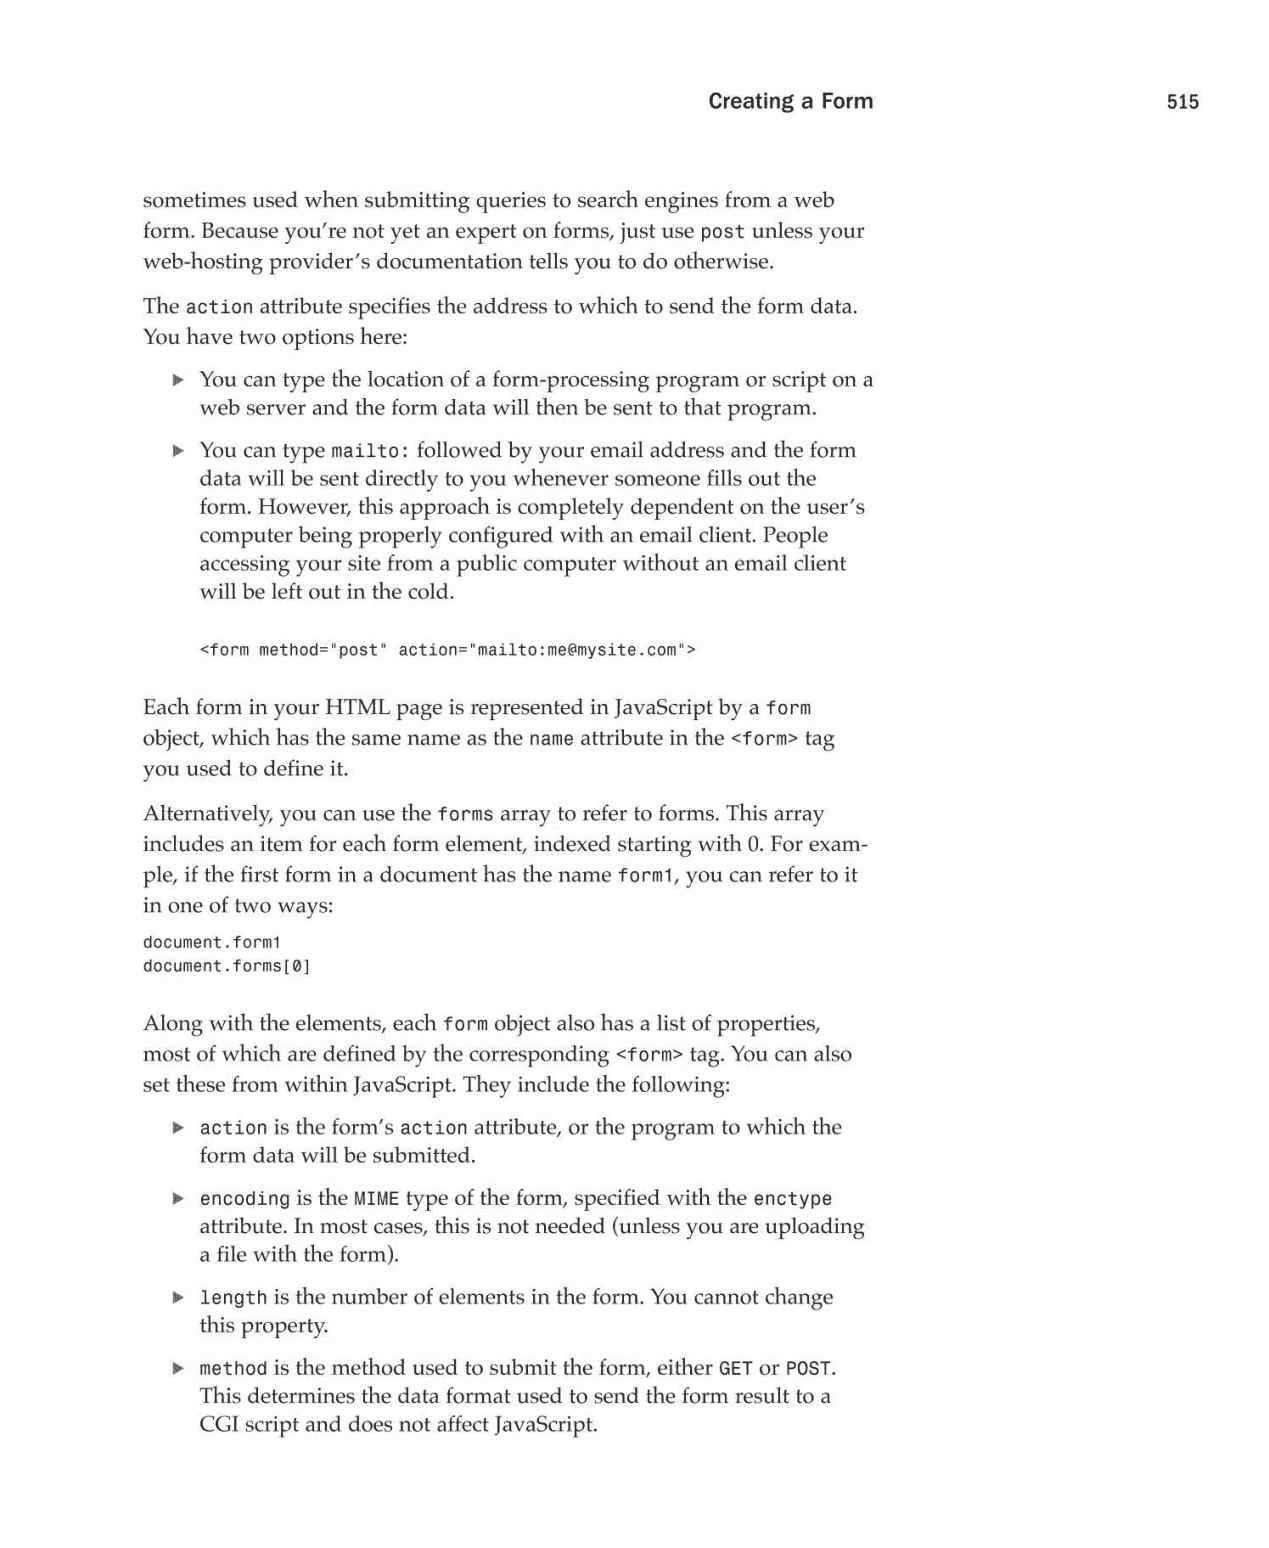 Creating a Form 515
sometimes used when submitting queries to search engines from a web
form. Because you're not yet an expert on forms, just use post unless your
web-hosting provider's documentation tells you to do otherwise.
The action attribute specifies the address to which to send the form data.
You have two options here:
▶ You can type the location of a form-processing program or script on a
web server and the form data will then be sent to that program.
▶ You can type mailto: followed by your email address and the form
data will be sent directly to you whenever someone fills out the
form. However, this approach is completely dependent on the user's
computer being properly configured with an email client. People
accessing your site from a public computer without an email client
will be left out in the cold.
<form method="post" action="mailto:me@mysite.com">
Each form in your HTML page is represented in JavaScript by a form
object, which has the same name as the name attribute in the <form> tag
you used to define it.
Alternatively, you can use the forms array to refer to forms. This array
includes an item for each form element, indexed starting with 0. For exam-
ple, if the first form in a document has the name form1, you can refer to it
in one of two ways:
document.form1
document.forms[0]
Along with the elements, each form object also has a list of properties,
most of which are defined by the corresponding <form> tag. You can also
set these from within JavaScript. They include the following:
▶ action is the form's action attribute, or the program to which the
form data will be submitted.
▶ encoding is the MIME type of the form, specified with the enctype
attribute. In most cases, this is not needed (unless you are uploading
a file with the form).
▶ length is the number of elements in the form. You cannot change
this property.
▶ method is the method used to submit the form, either GET or POST.
This determines the data format used to send the form result to a
CGI script and does not affect JavaScript.